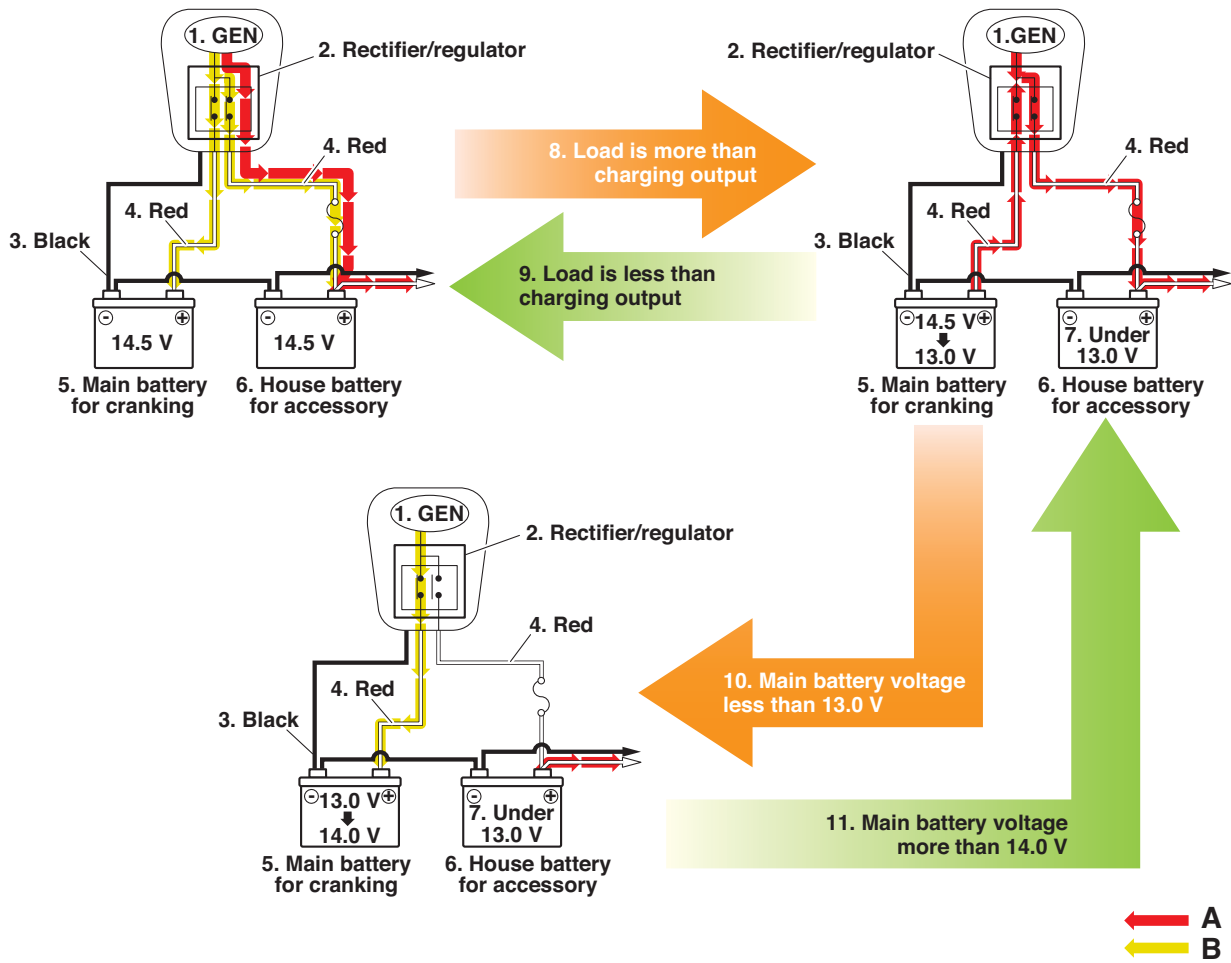 1. GEN
2. Rectifier/regulator
4. Red
4. Red
3. Black
- +
14.5 V
- +
14.5 V
5. Main battery
for cranking
6. House battery
for accessory
8. Load is more than
charging output
9. Load is less than
charging output
1.GEN
2. Rectifier/regulator
4. Red
4. Red
3. Black
- 14.5 V +
13.0 V
- +
7. Under
13.0 V
5. Main battery
for cranking
6. House battery
for accessory
1. GEN
2. Rectifier/regulator
4. Red
4. Red
3. Black
- 13.0 V +
14.0 V
- +
7. Under
13.0 V
5. Main battery
for cranking
6. House battery
for accessory
10. Main battery voltage
less than 13.0 V
11. Main battery voltage
more than 14.0 V
A
B